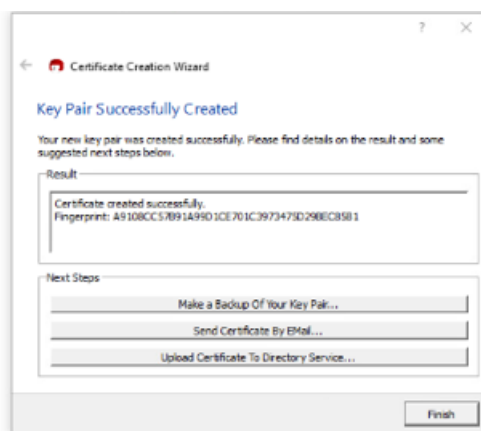 ?
Certificate Creation Wizard
Key Pair Successfully Created
Your new key pair was created successfully. Please find details on the result and some
suggested next steps below.
Result
Certificate created successfully.
Fingerprint: A9108CC57B91A99D1CE701C3973475D29BEC85B1
Next Steps
Make a Backup Of Your Key Pair...
Send Certificate By EMail...
Upload Certificate To Directory Service...
Finish